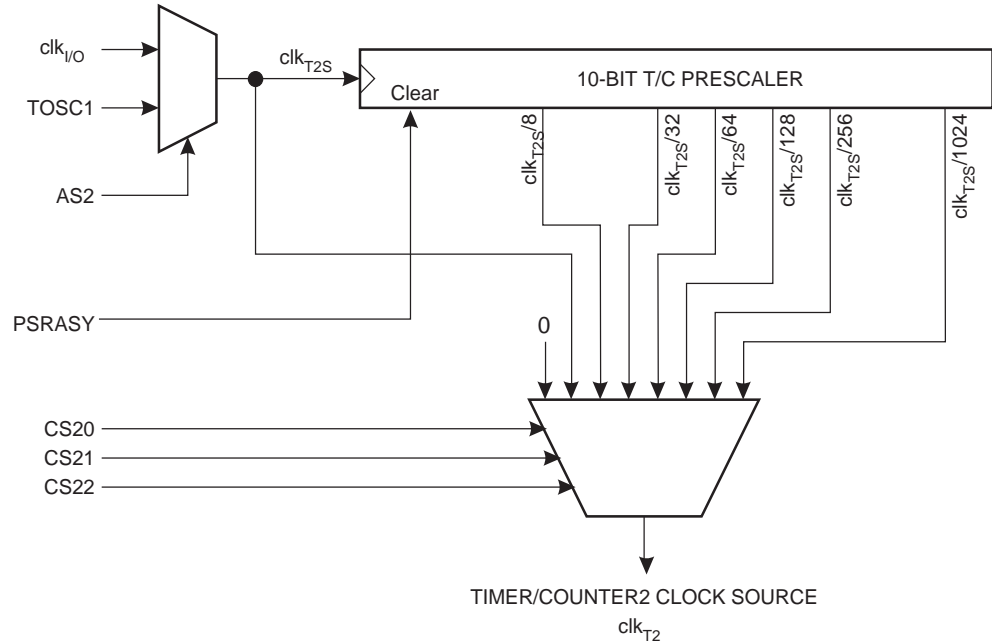 clkI/O
clkT2S
10-BIT T/C PRESCALER
TOSC1
Clear
clkT2S/8
clkT2S/32
clkT2S/64
clkT2S/128
clkT2S/256
clkT2S/1024
AS2
PSRASY
0
CS20
CS21
CS22
TIMER/COUNTER2 CLOCK SOURCE
clkT2